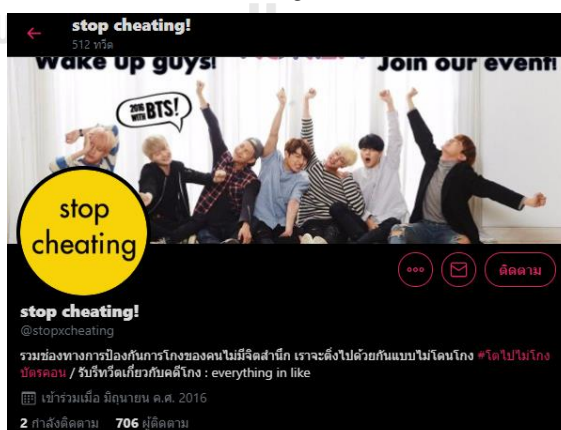 stop cheating!
512 ทวีต
Wake up guys!
Join our event!
2016 WITH BTS!
stop
cheating
ติดตาม
stop cheating!
@stopxcheating
รวมช่องทางการป้องกันการโกงของคนไม่มีจิตสำนึก เราจะติ่งไปด้วยกันแบบไม่โดนโกง #โตไปไม่โกง
บัตรคอน / รับรีทวีตเกี่ยวกับคดีโกง : everything in like
เข้าร่วมเมื่อ มิถุนายน ค.ศ. 2016
2 กำลังติดตาม 706 ผู้ติดตาม